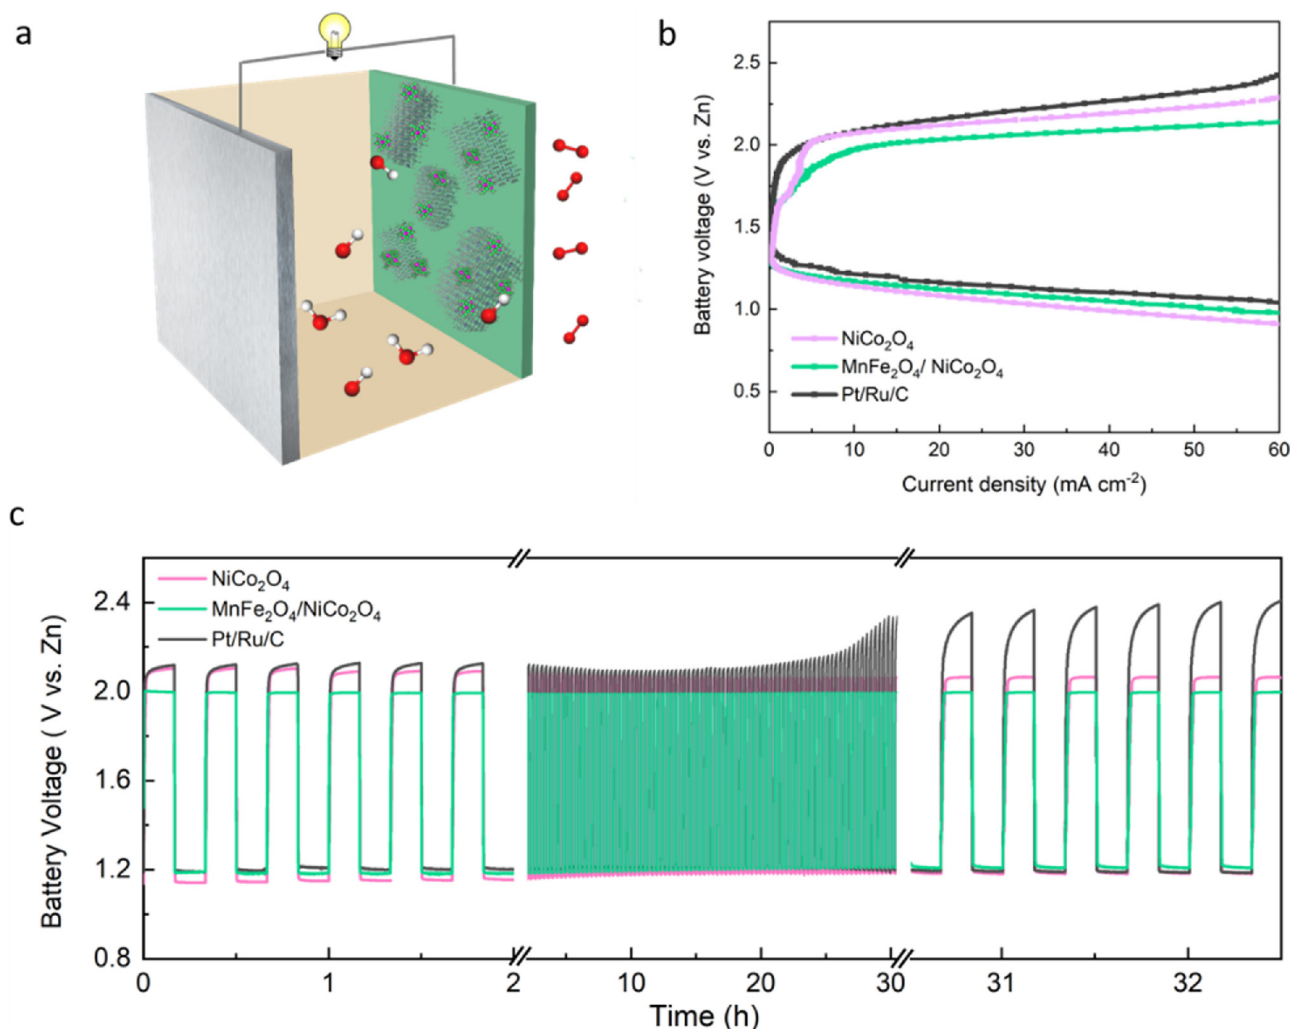 a
b
Battery voltage (V vs. Zn)
2.5
2.0
1.5
1.0
0.5
NiCo₂O₄
MnFe₂O₄/ NiCo₂O₄
Pt/Ru/C
0 10 20 30 40 50 60
Current density (mA cm⁻²)
c
Battery Voltage ( V vs. Zn)
2.4
2.0
1.6
1.2
0.8
NiCo₂O₄
MnFe₂O₄/NiCo₂O₄
Pt/Ru/C
0 1 2 10 20 30 31 32
Time (h)